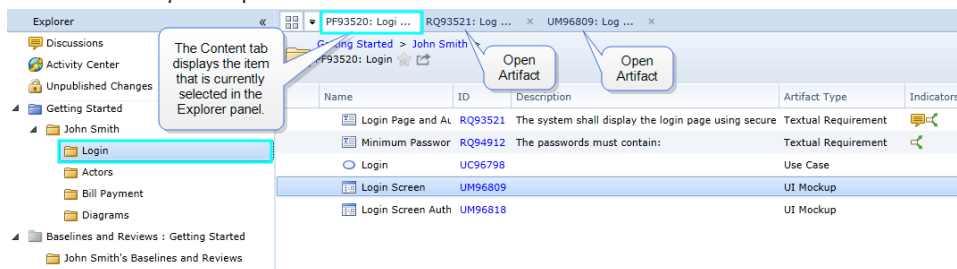 Explorer «
PF93520: Logi ... RQ93521: Log ... × UM96809: Log ... ×
Discussions
Activity Center
Unpublished Changes
Getting Started
John Smith
Login
Actors
Bill Payment
Diagrams
Baselines and Reviews : Getting Started
John Smith's Baselines and Reviews
The Content tab
displays the item
that is currently
selected in the
Explorer panel.
Getting Started > John Smith >
PF93520: Login
Open
Artifact
Open
Artifact
Name ID Description Artifact Type Indicators
Login Page and Au RQ93521 The system shall display the login page using secure Textual Requirement
Minimum Passwor RQ94912 The passwords must contain: Textual Requirement
Login UC96798 Use Case
Login Screen UM96809 UI Mockup
Login Screen Auth UM96818 UI Mockup